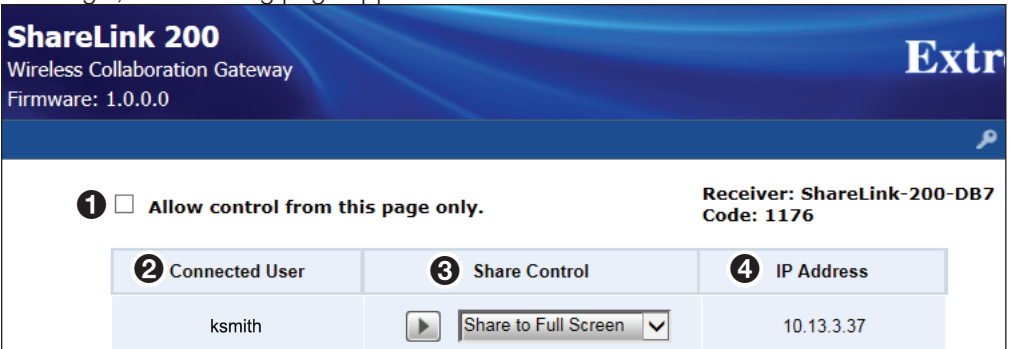 ShareLink 200
Wireless Collaboration Gateway
Firmware: 1.0.0.0
Extr
1 Allow control from this page only.
Receiver: ShareLink-200-DB7
Code: 1176
2 Connected User 3 Share Control 4 IP Address
ksmith Share to Full Screen 10.13.3.37